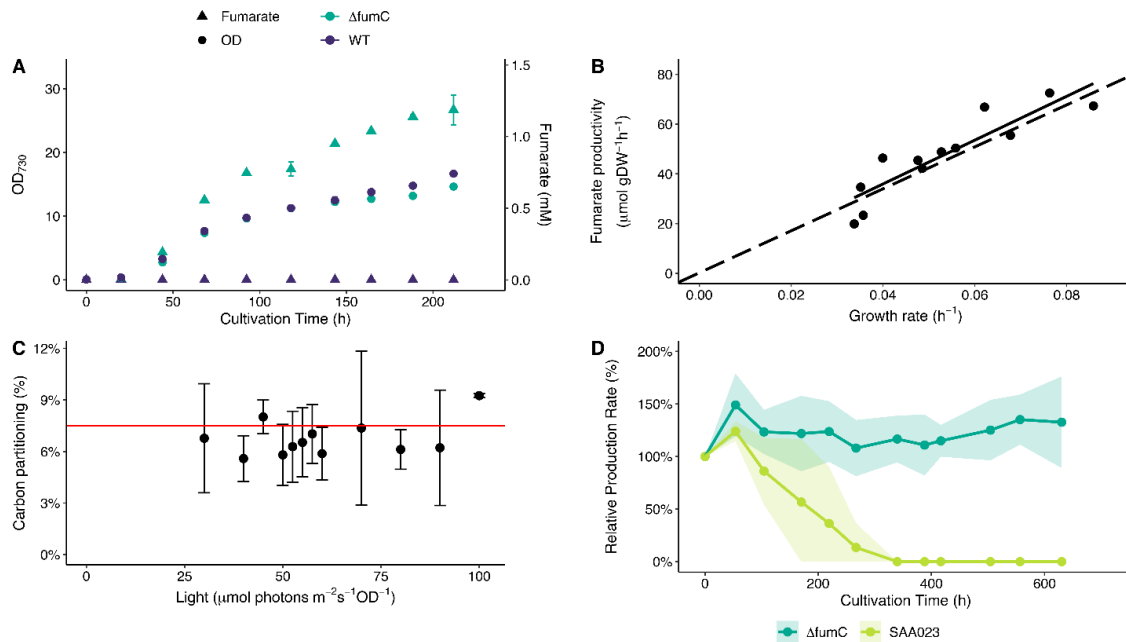 Fumarate
ΔfumC
OD
WT
A
30
20
10
0
OD730
1.5
1.0
0.5
0.0
Fumarate (mM)
0
50
100
150
200
Cultivation Time (h)
B
80
60
40
20
0
Fumarate productivity
(μmol gDW⁻¹h⁻¹)
0.00
0.02
0.04
0.06
0.08
Growth rate (h⁻¹)
C
12%
9%
6%
3%
0%
Carbon partitioning (%)
0
25
50
75
100
Light (μmol photons m⁻²s⁻¹OD⁻¹)
D
200%
150%
100%
50%
0%
Relative Production Rate (%)
0
200
400
600
Cultivation Time (h)
ΔfumC
SAA023